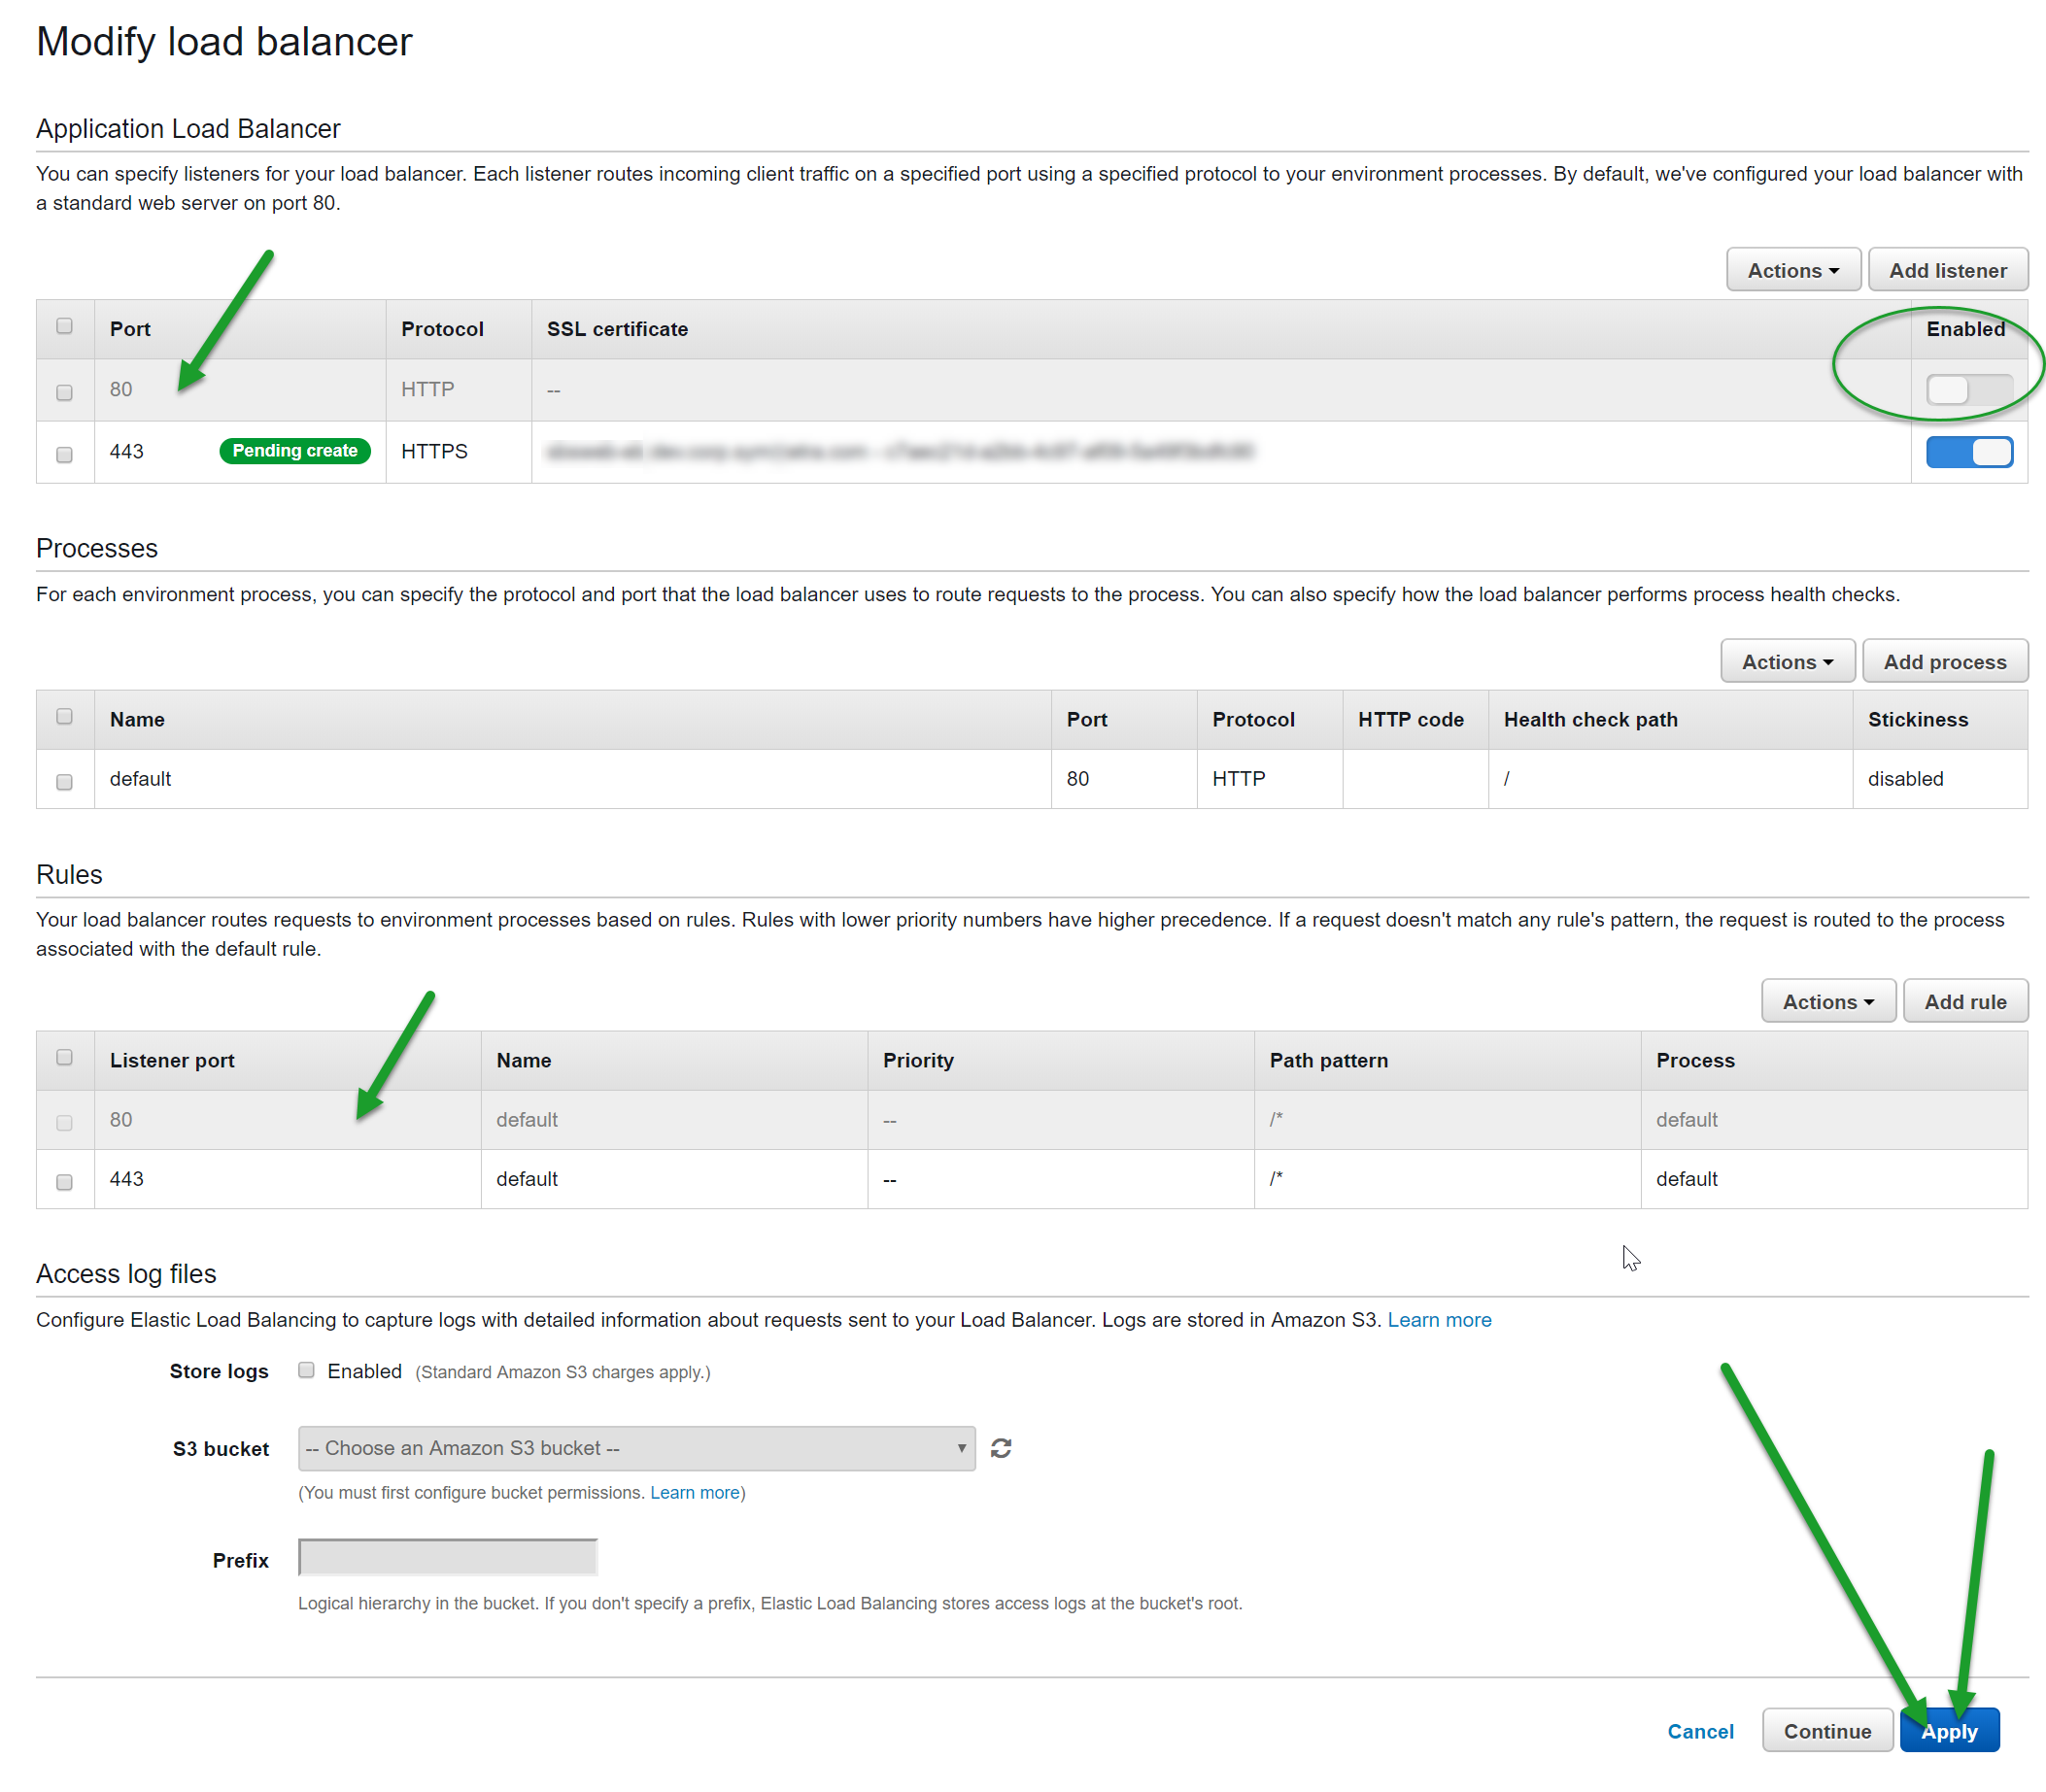 Modify load balancer
Application Load Balancer
You can specify listeners for your load balancer. Each listener routes incoming client traffic on a specified port using a specified protocol to your environment processes. By default, we've configured your load balancer with
a standard web server on port 80.
Actions Add listener
Port Protocol SSL certificate Enabled
80 HTTP --
443 Pending create HTTPS
Processes
For each environment process, you can specify the protocol and port that the load balancer uses to route requests to the process. You can also specify how the load balancer performs process health checks.
Actions Add process
Name Port Protocol HTTP code Health check path Stickiness
default 80 HTTP / disabled
Rules
Your load balancer routes requests to environment processes based on rules. Rules with lower priority numbers have higher precedence. If a request doesn't match any rule's pattern, the request is routed to the process
associated with the default rule.
Actions Add rule
Listener port Name Priority Path pattern Process
80 default -- /* default
443 default -- /* default
Access log files
Configure Elastic Load Balancing to capture logs with detailed information about requests sent to your Load Balancer. Logs are stored in Amazon S3. Learn more
Store logs Enabled (Standard Amazon S3 charges apply.)
S3 bucket -- Choose an Amazon S3 bucket --
(You must first configure bucket permissions. Learn more)
Prefix
Logical hierarchy in the bucket. If you don't specify a prefix, Elastic Load Balancing stores access logs at the bucket's root.
Cancel Continue Apply